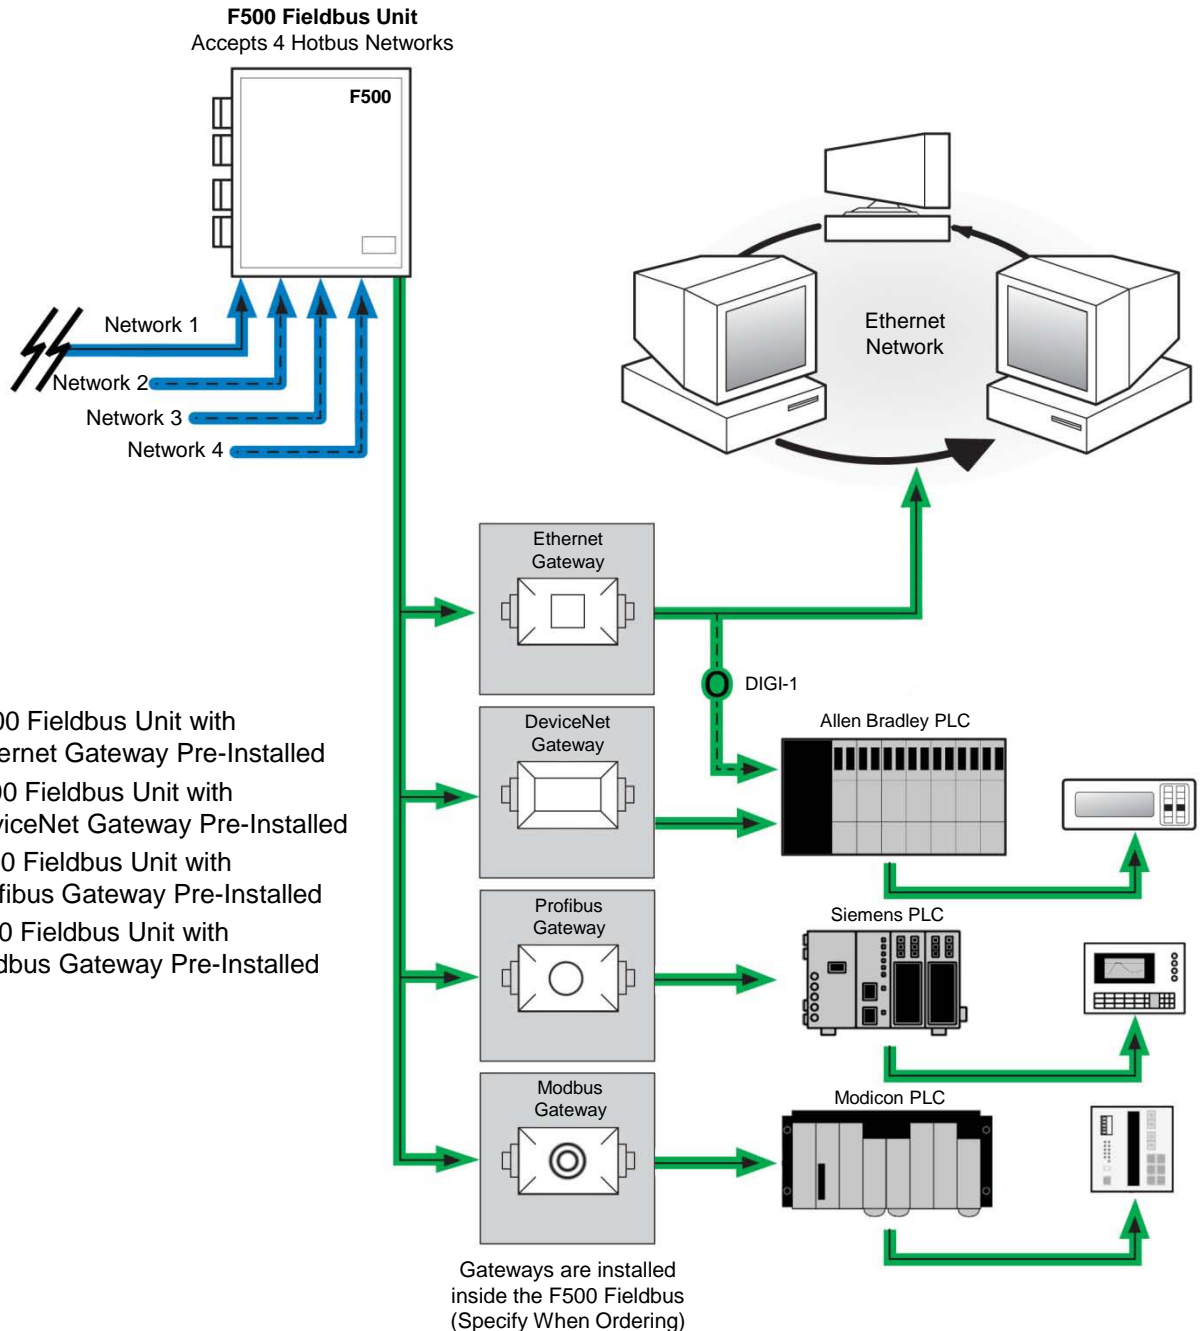 F500 Fieldbus Unit
Accepts 4 Hotbus Networks
F500
Network 1
Network 2
Network 3
Network 4
Ethernet
Network
Ethernet
Gateway
DIGI-1
Fieldbus Unit with
Gateway Pre-Installed
Fieldbus Unit with
Gateway Pre-Installed
Fieldbus Unit with
Gateway Pre-Installed
Fieldbus Unit with
Gateway Pre-Installed
DeviceNet
Gateway
Allen Bradley PLC
Profibus
Gateway
Siemens PLC
Modbus
Gateway
Modicon PLC
Gateways are installed
inside the F500 Fieldbus
(Specify When Ordering)